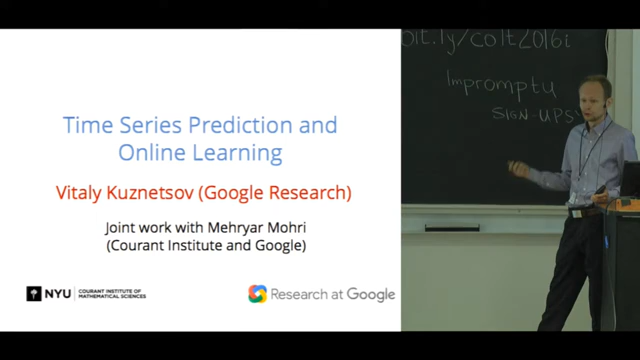 Time Series Prediction and
Online Learning
Vitaly Kuznetsov (Google Research)
Joint work with Mehryar Mohri
(Courant Institute and Google)
NYU
COURANT INSTITUTE OF
MATHEMATICAL SCIENCES
Research at Google
bit.ly/colt2016i
Impromptu
SIGN-UPS